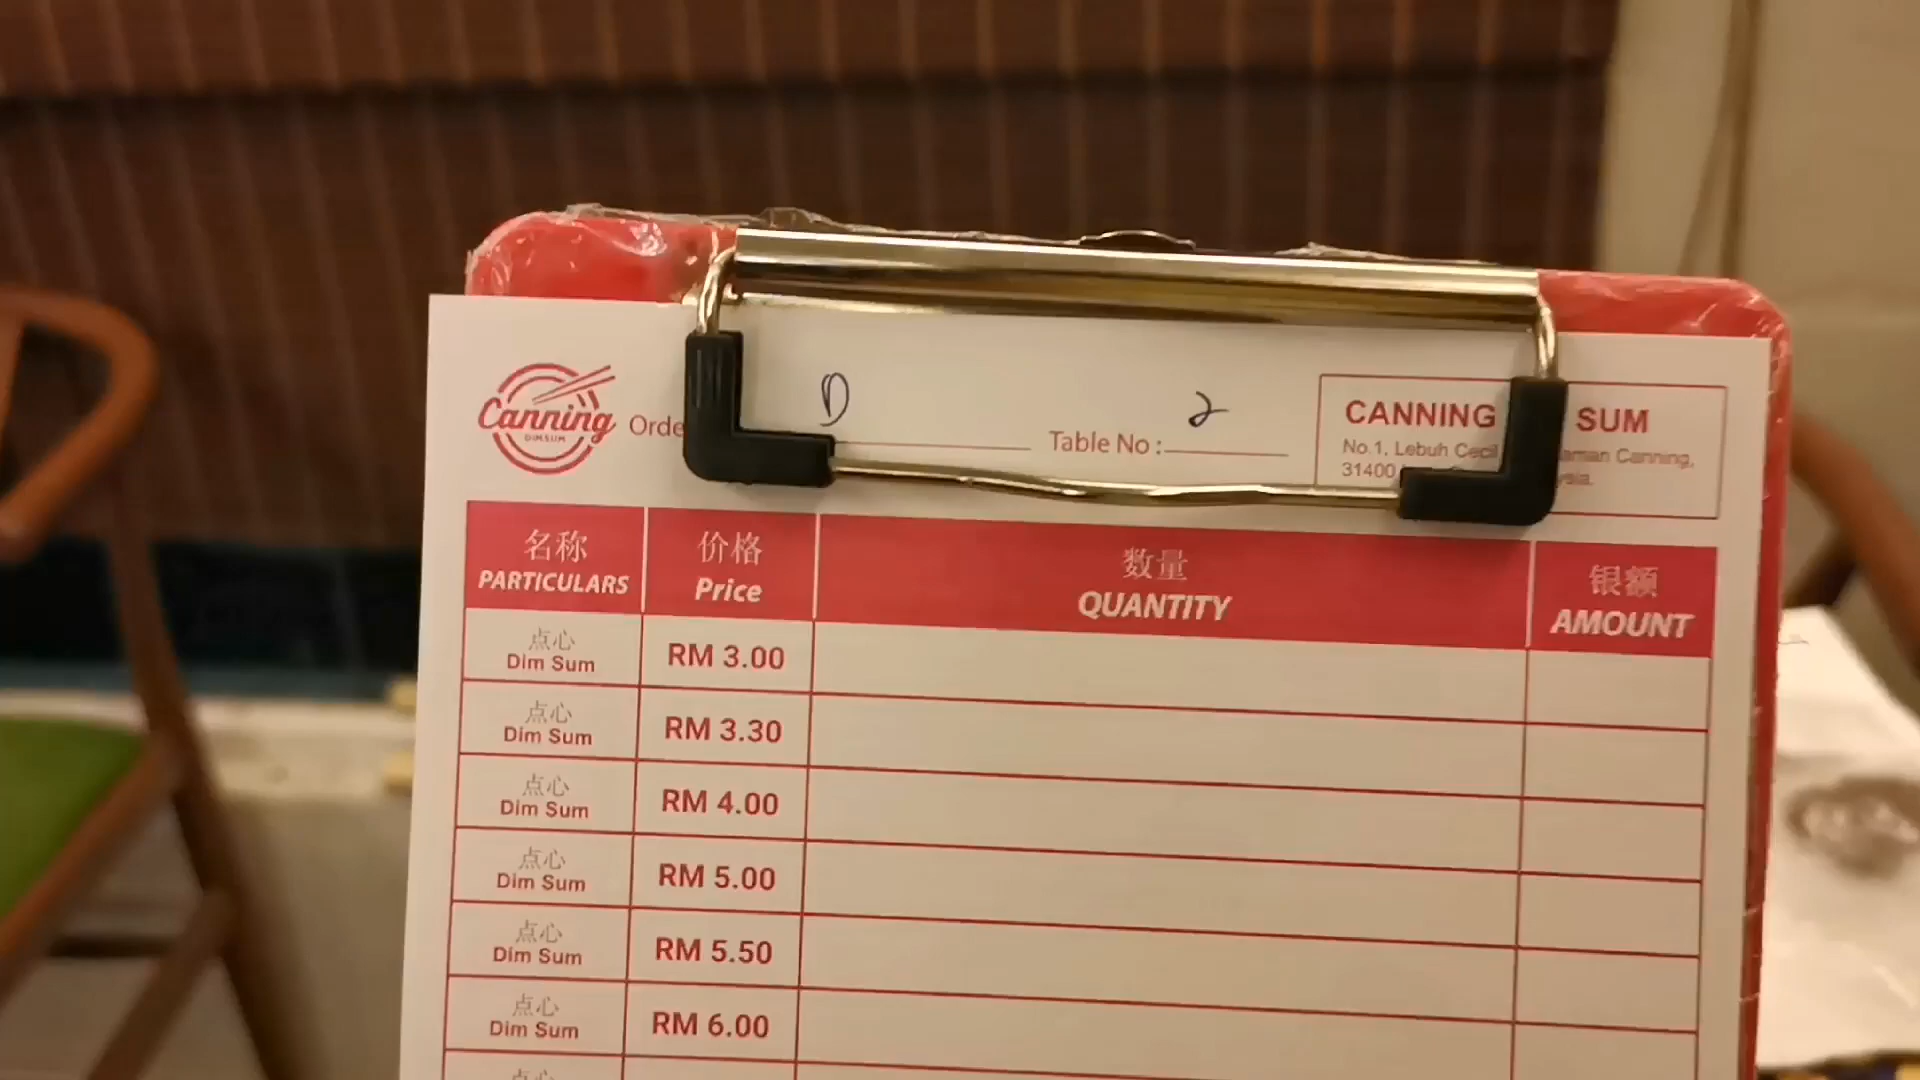 Canning
DIMSUM
D
Table No : 2
CANNING SUM
No.1, Lebuh Cecil
Canning,
31400
名称
PARTICULARS
价格
Price
数量
QUANTITY
银额
AMOUNT
点心
Dim Sum
RM 3.00
点心
Dim Sum
RM 3.30
点心
Dim Sum
RM 4.00
点心
Dim Sum
RM 5.00
点心
Dim Sum
RM 5.50
点心
Dim Sum
RM 6.00